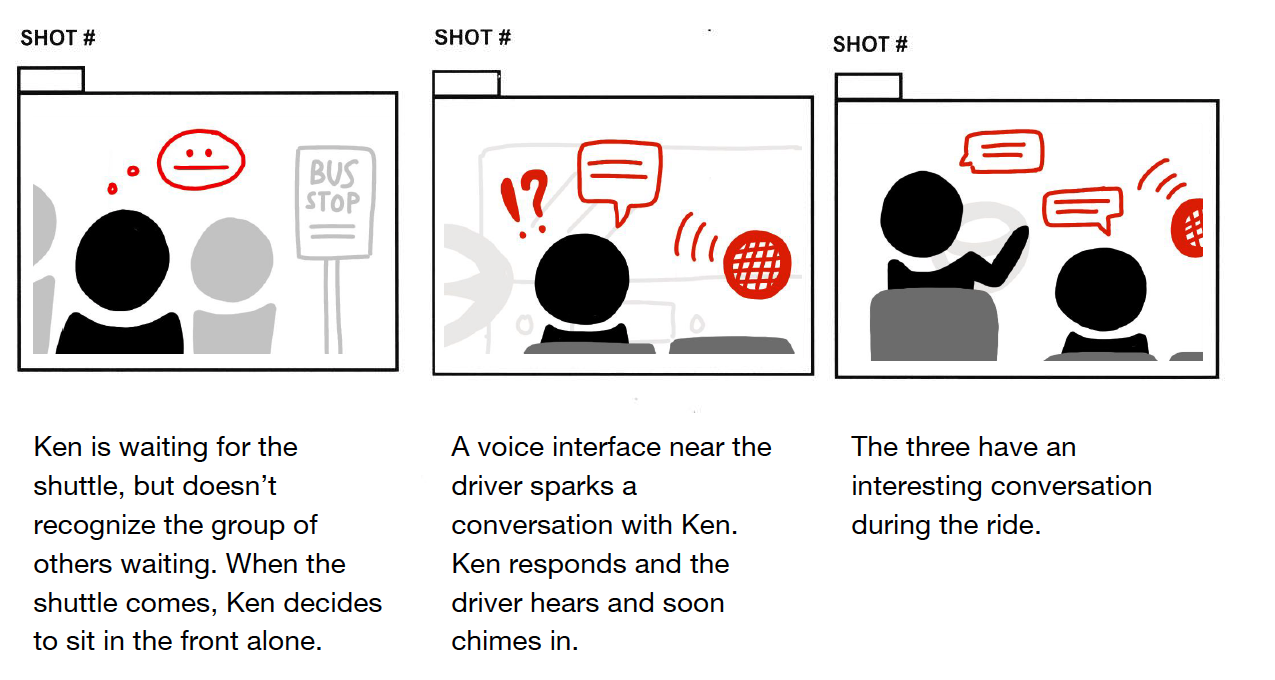 SHOT #
SHOT #
SHOT #
BUS
STOP
!?
Ken is waiting for the
shuttle, but doesn’t
recognize the group of
others waiting. When the
shuttle comes, Ken decides
to sit in the front alone.
A voice interface near the
driver sparks a
conversation with Ken.
Ken responds and the
driver hears and soon
chimes in.
The three have an
interesting conversation
during the ride.